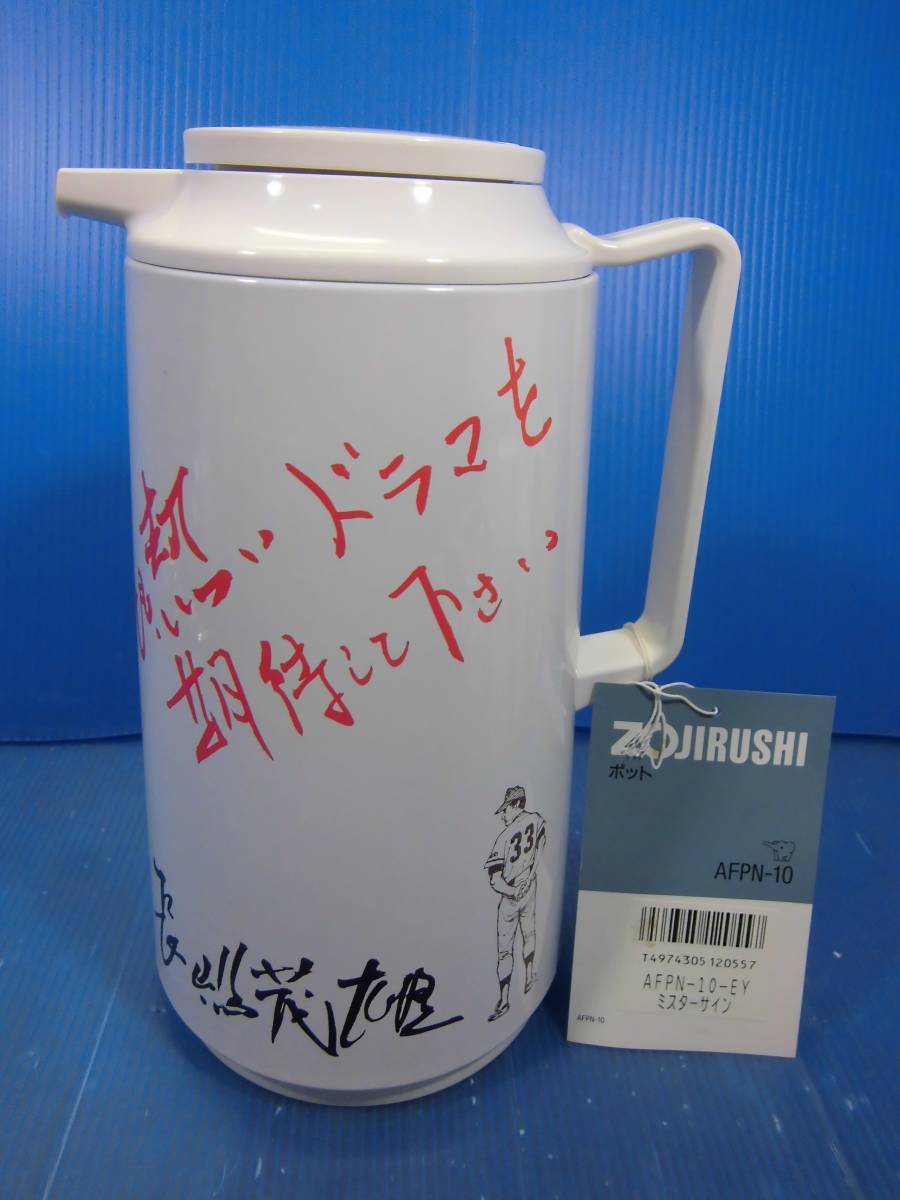 熱いドラマを
期待して下さい
長嶋茂雄
33
ZOJIRUSHI
ポット
AFPN-10
T4974305120557
AFPN-10-EY
ミスターサイン
AFPN-10